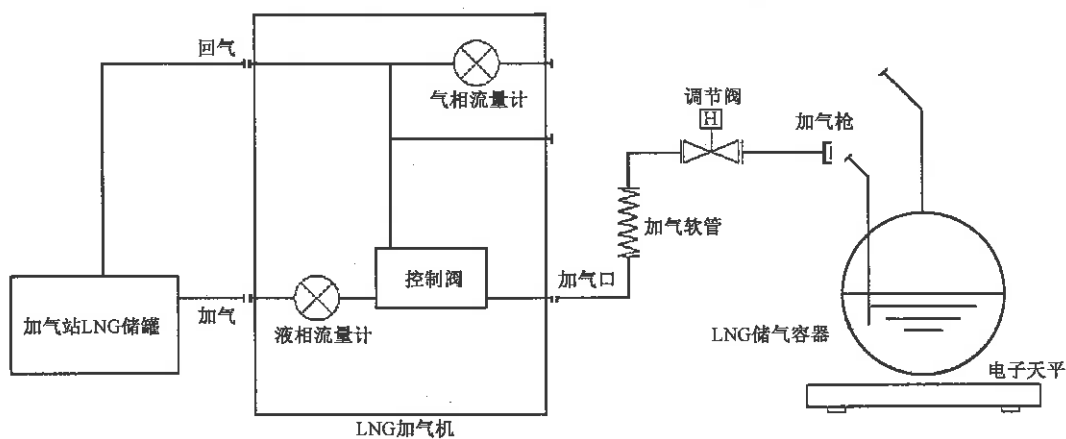 回气
气相流量计
调节阀
H
加气枪
加气软管
控制阀
加气口
加气站LNG储罐
加气
液相流量计
LNG储气容器
电子天平
LNG加气机